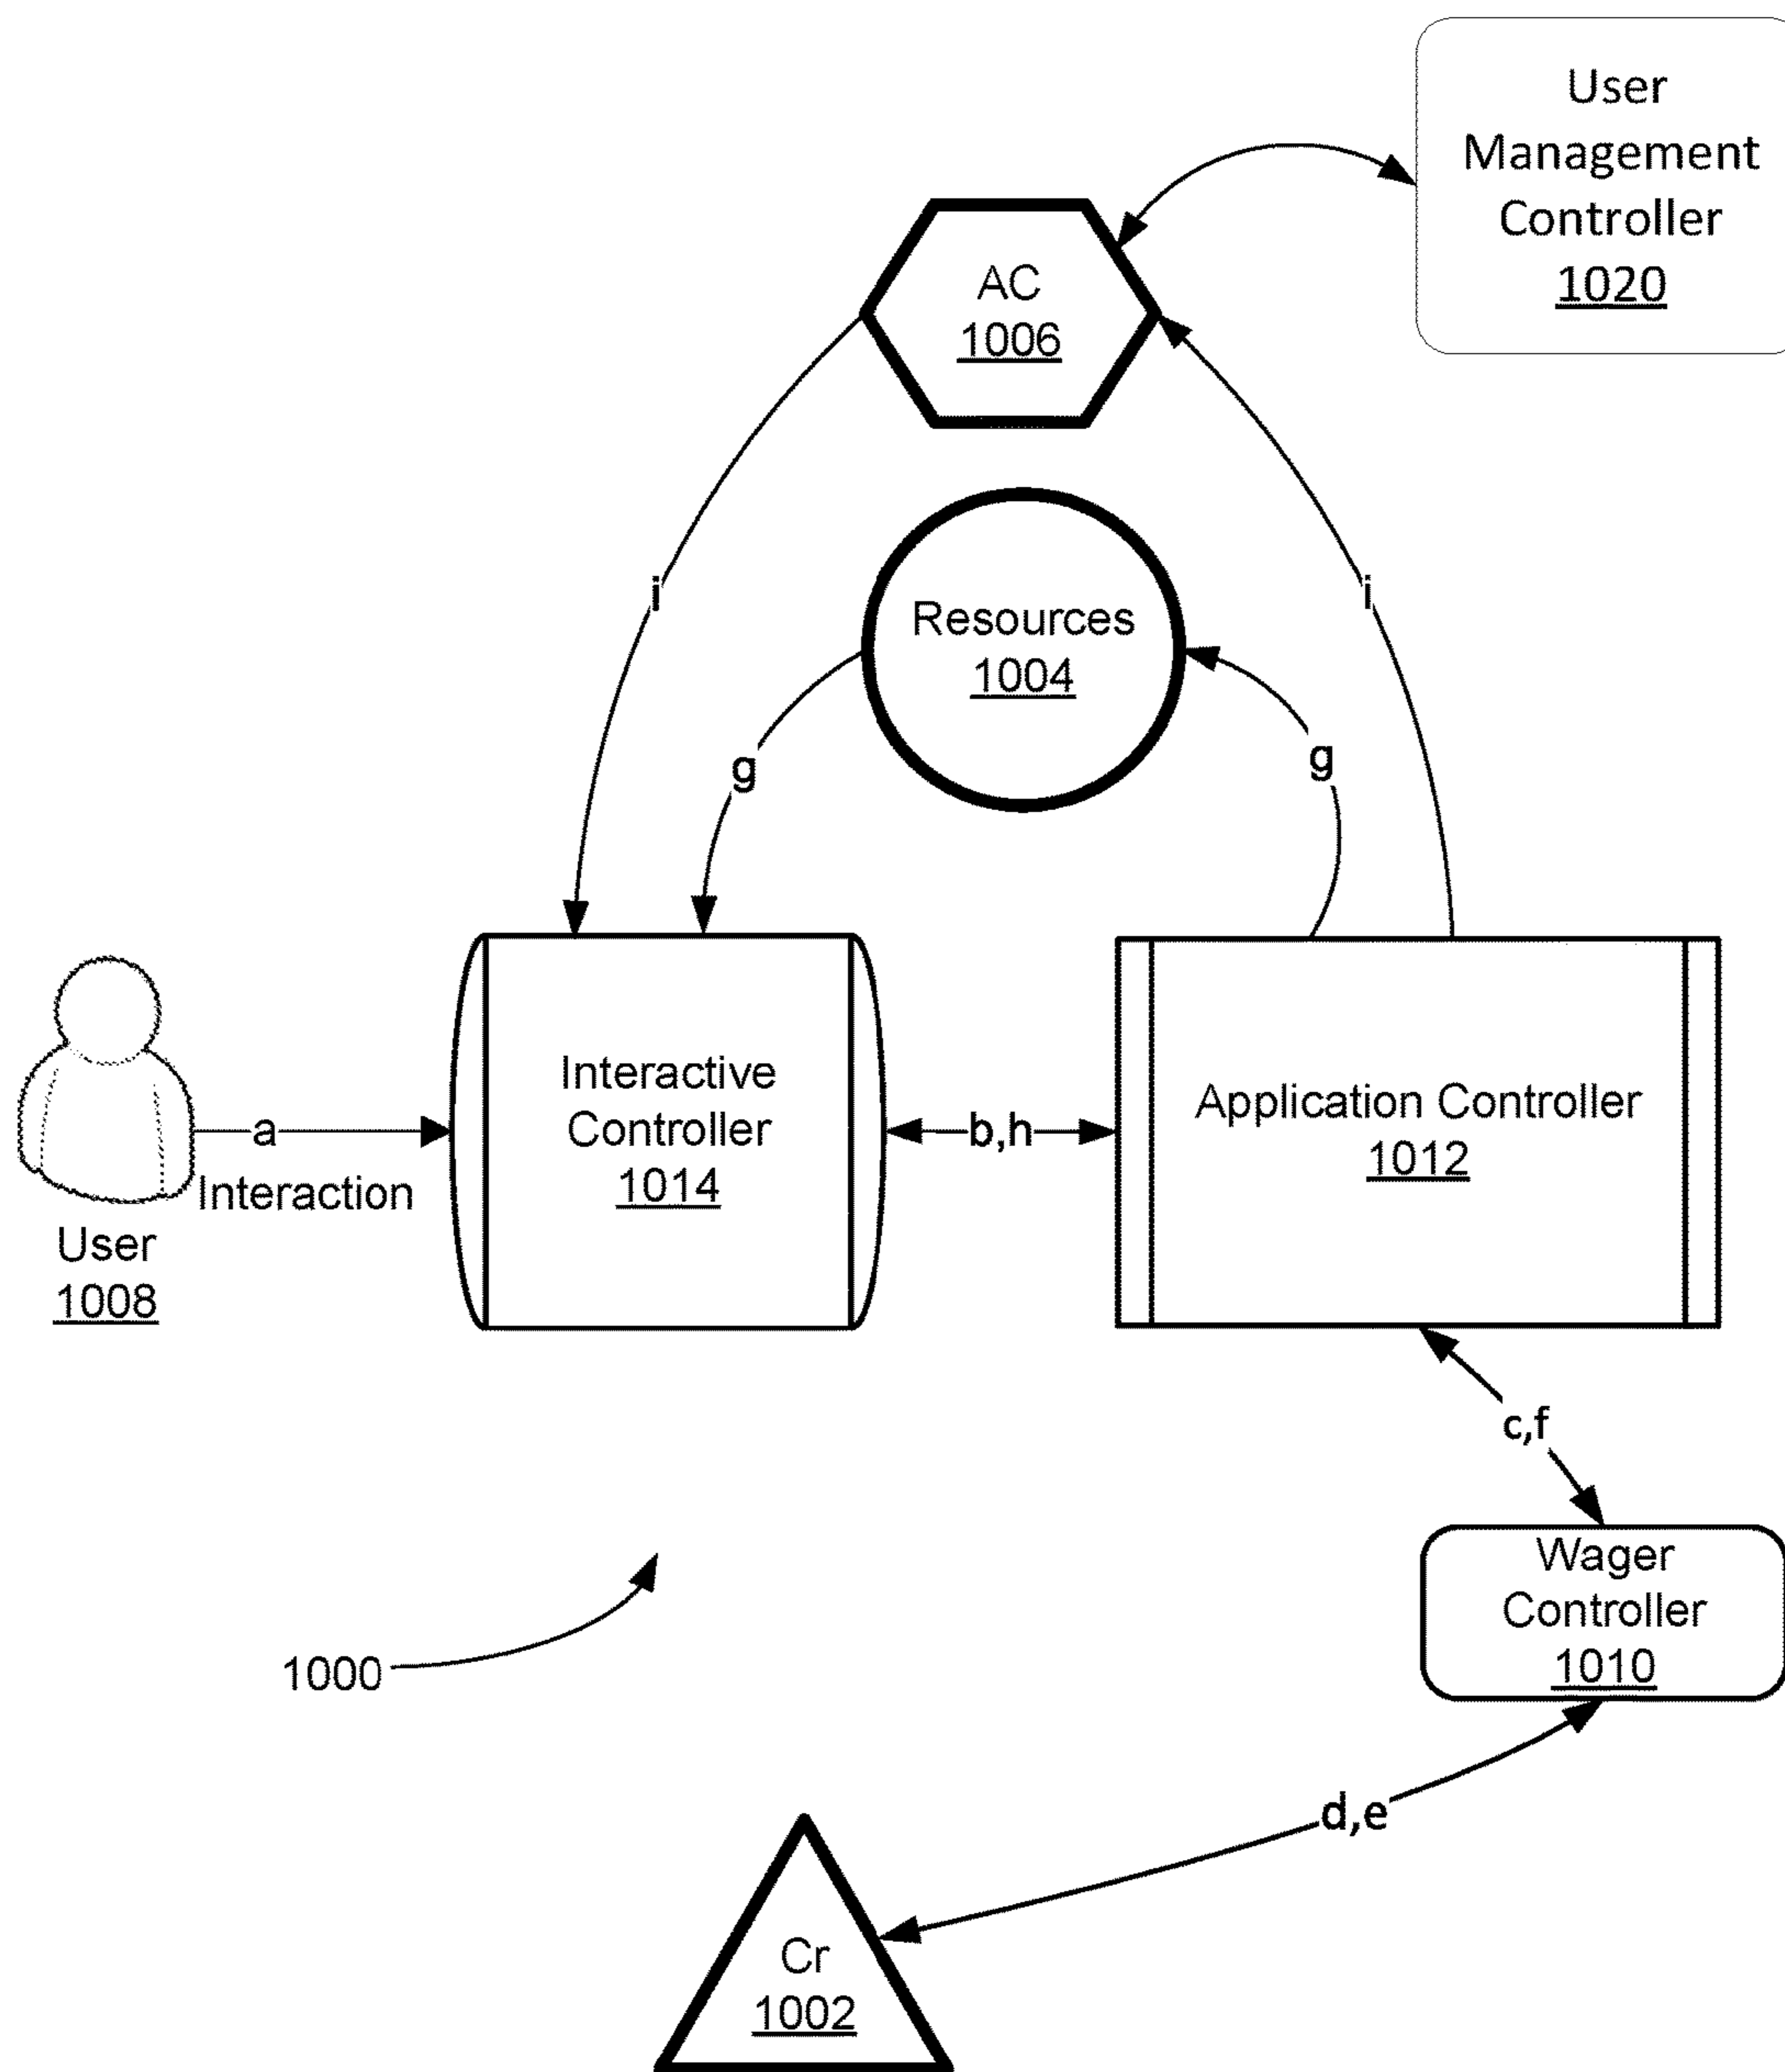 User
Management
Controller
1020
AC
1006
i
i
Resources
1004
g
g
Interactive
Controller
1014
b,h
Application Controller
1012
a
Interaction
User
1008
c,f
Wager
Controller
1010
1000
d,e
Cr
1002